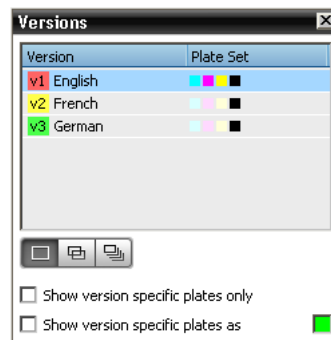 Versions
Version Plate Set
v1 English
v2 French
v3 German
Show version specific plates only
Show version specific plates as